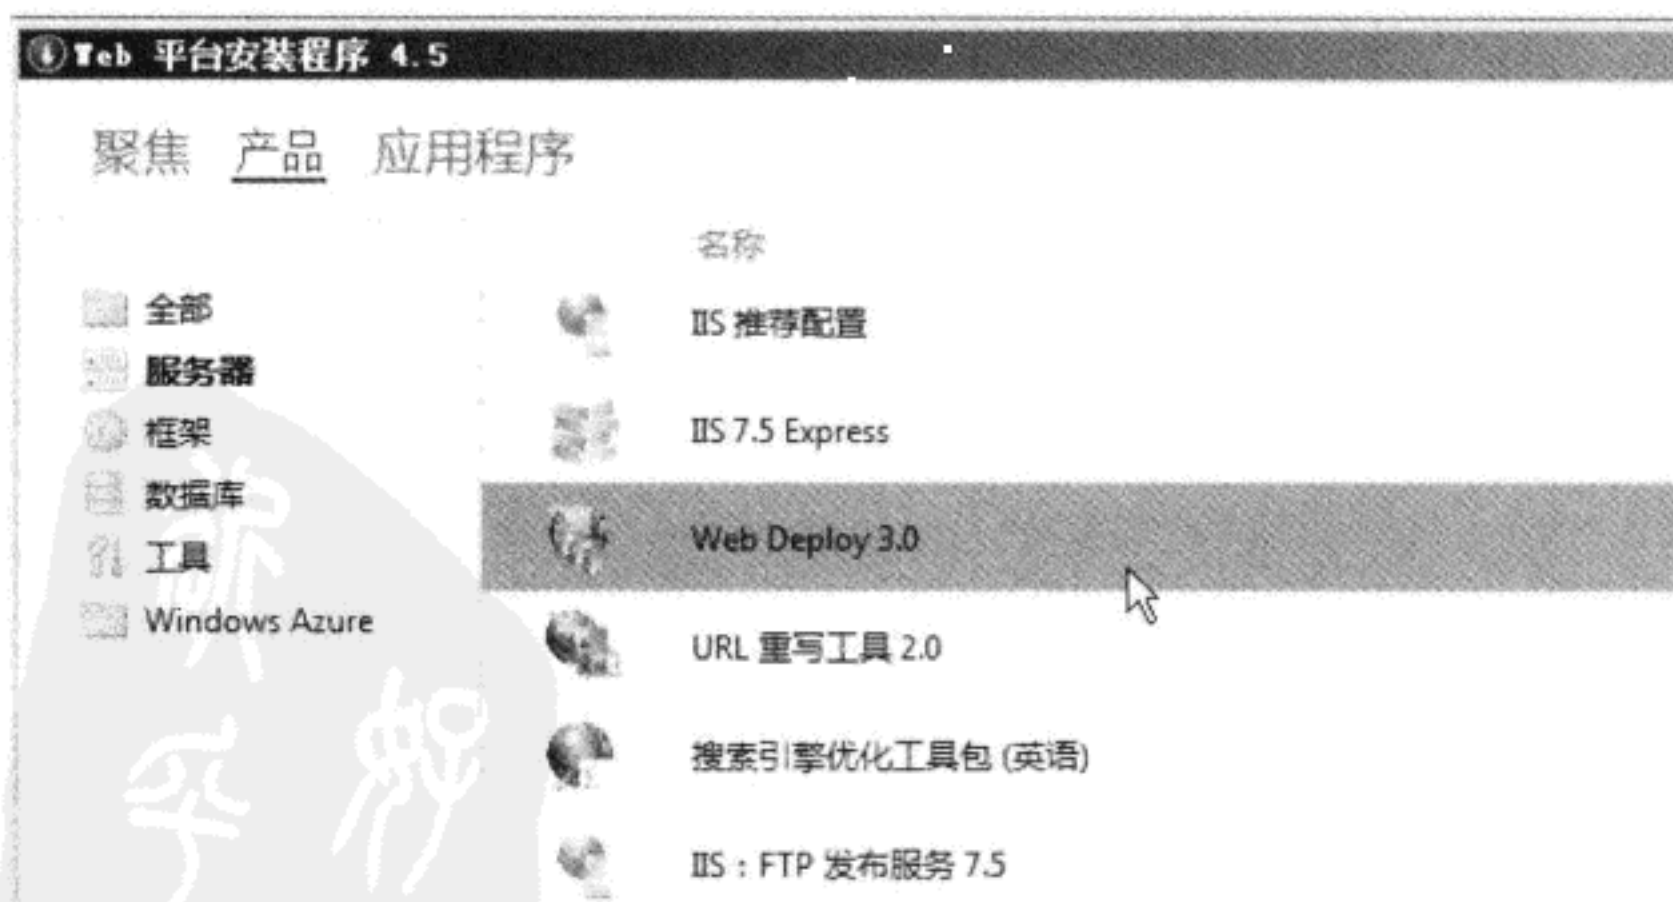 Web 平台安装程序 4.5
聚焦 产品 应用程序
名称
全部
服务器
框架
数据库
工具
Windows Azure
IIS 推荐配置
IIS 7.5 Express
Web Deploy 3.0
URL 重写工具 2.0
搜索引擎优化工具包 (英语)
IIS：FTP 发布服务 7.5